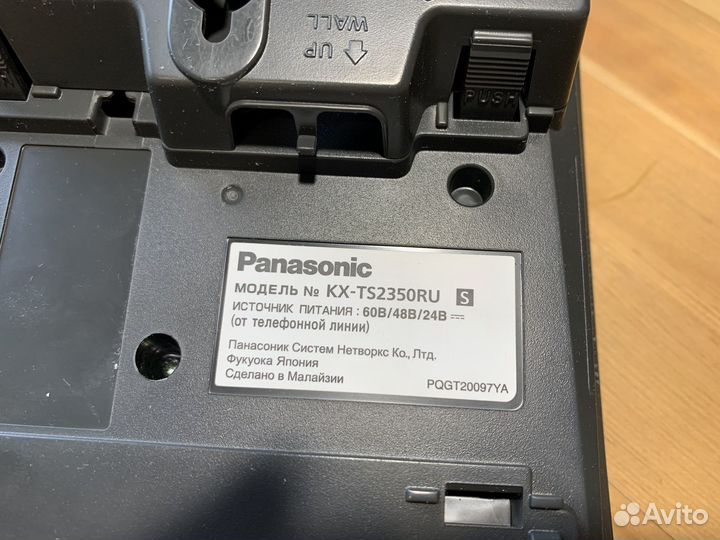 UP
WALL
PUSH
Panasonic
МОДЕЛЬ № KX-TS2350RU S
ИСТОЧНИК ПИТАНИЯ : 60В/48В/24В
(от телефонной линии)
Панасоник Систем Нетворкс Ко., Лтд.
Фукуока Япония
Сделано в Малайзии
PQGT20097YA
Avito